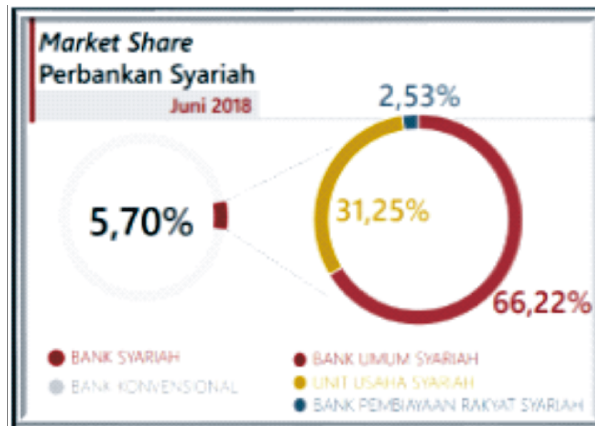 Market Share
Perbankan Syariah
Juni 2018
5,70%
2,53%
31,25%
66,22%
BANK SYARIAH
BANK KONVENSIONAL
BANK UMUM SYARIAH
UNIT USAHA SYARIAH
BANK PEMBIAYAAN RAKYAT SYARIAH